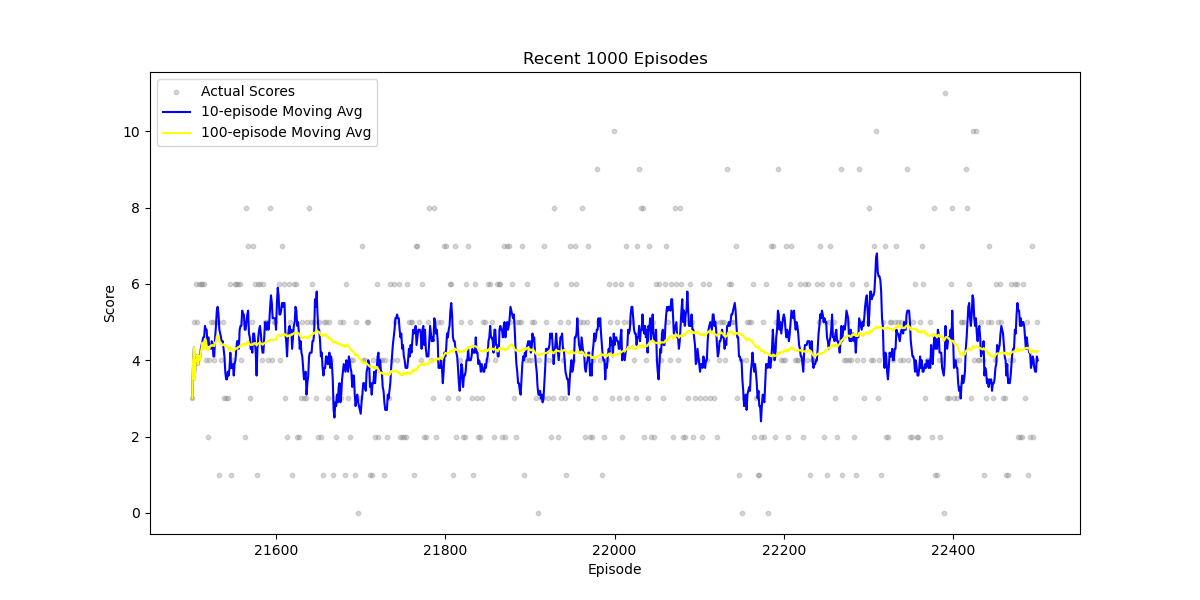 Recent 1000 Episodes
Actual Scores
10-episode Moving Avg
100-episode Moving Avg
Score
10
8
6
4
2
0
21600
21800
22000
22200
22400
Episode